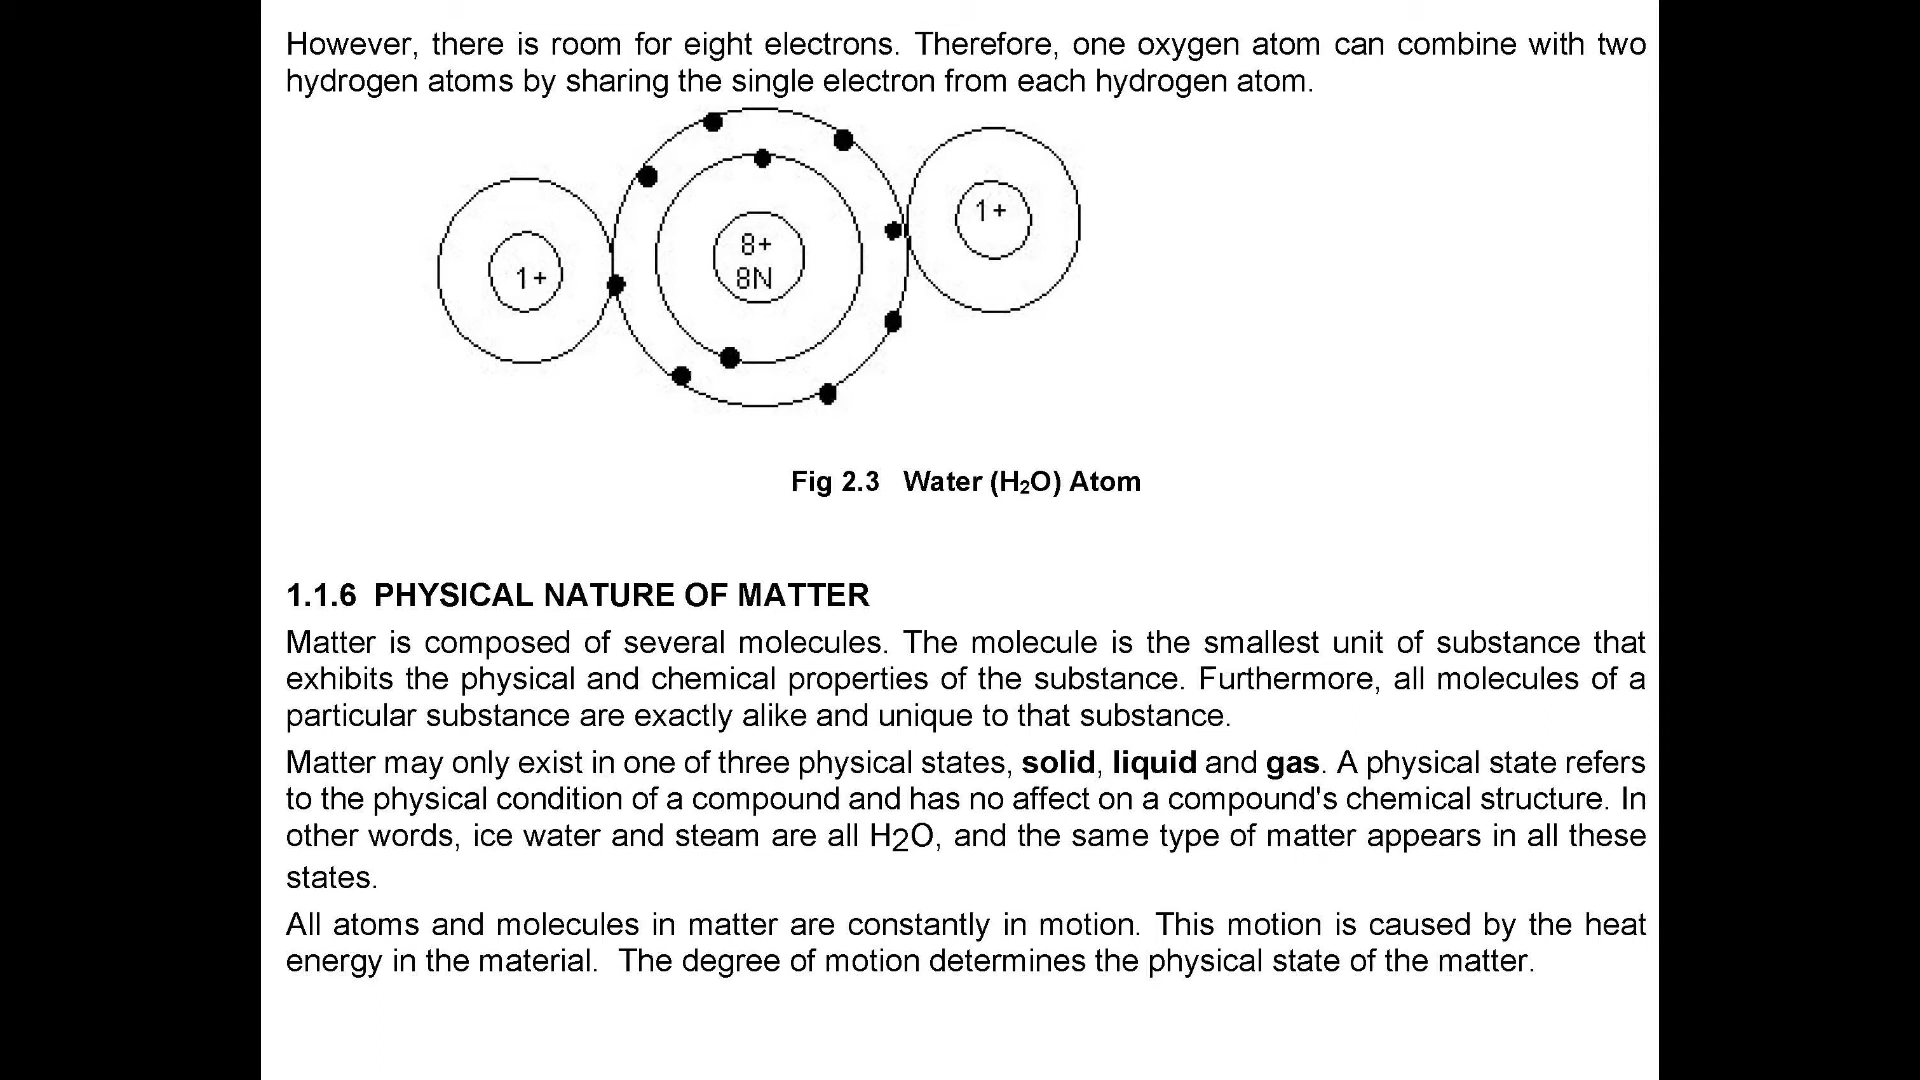 However, there is room for eight electrons. Therefore, one oxygen atom can combine with two
hydrogen atoms by sharing the single electron from each hydrogen atom.
1+
8+
8N
1+
Fig 2.3 Water (H₂O) Atom
1.1.6 PHYSICAL NATURE OF MATTER
Matter is composed of several molecules. The molecule is the smallest unit of substance that
exhibits the physical and chemical properties of the substance. Furthermore, all molecules of a
particular substance are exactly alike and unique to that substance.
Matter may only exist in one of three physical states, solid, liquid and gas. A physical state refers
to the physical condition of a compound and has no affect on a compound's chemical structure. In
other words, ice water and steam are all H2O, and the same type of matter appears in all these
states.
All atoms and molecules in matter are constantly in motion. This motion is caused by the heat
energy in the material. The degree of motion determines the physical state of the matter.